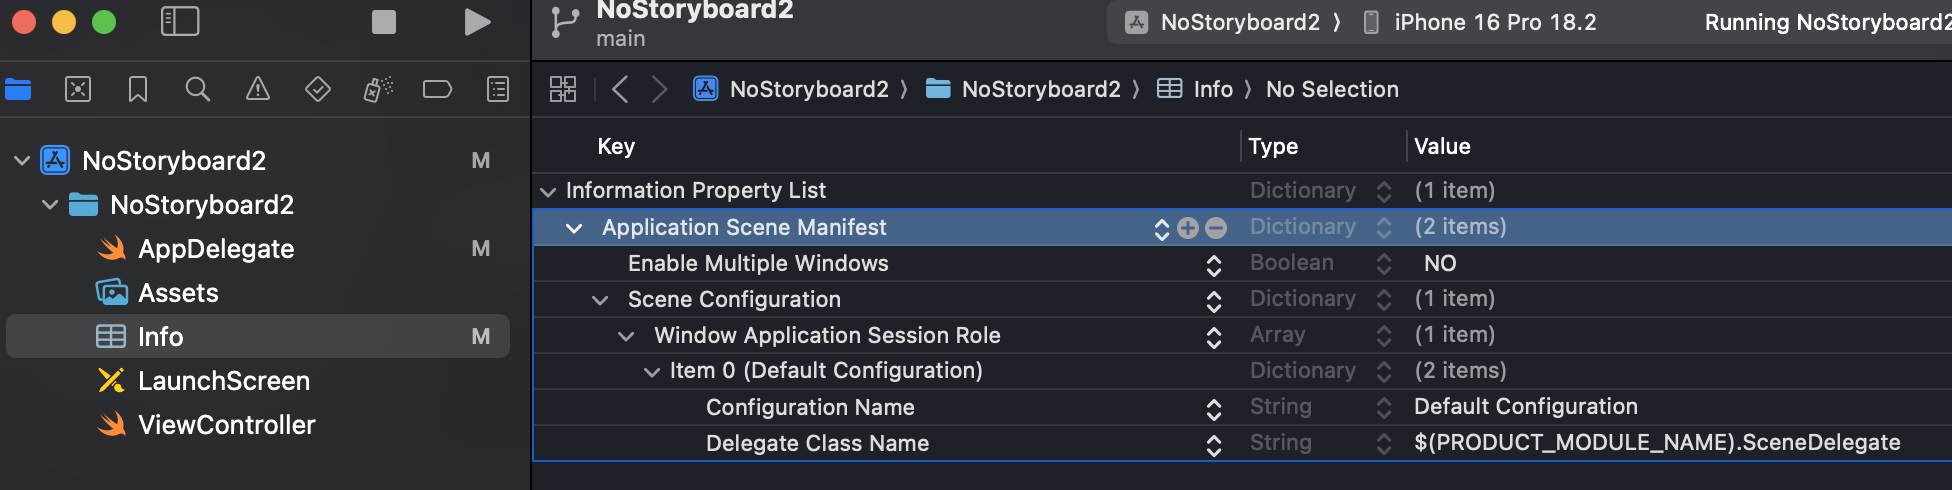 NoStoryboard2
main
NoStoryboard2 ⟩ iPhone 16 Pro 18.2
Running NoStoryboard2
NoStoryboard2 ⟩ NoStoryboard2 ⟩ Info ⟩ No Selection
NoStoryboard2 M
NoStoryboard2
AppDelegate M
Assets
Info M
LaunchScreen
ViewController
Key Type Value
Information Property List Dictionary (1 item)
Application Scene Manifest Dictionary (2 items)
Enable Multiple Windows Boolean NO
Scene Configuration Dictionary (1 item)
Window Application Session Role Array (1 item)
Item 0 (Default Configuration) Dictionary (2 items)
Configuration Name String Default Configuration
Delegate Class Name String $(PRODUCT_MODULE_NAME).SceneDelegate